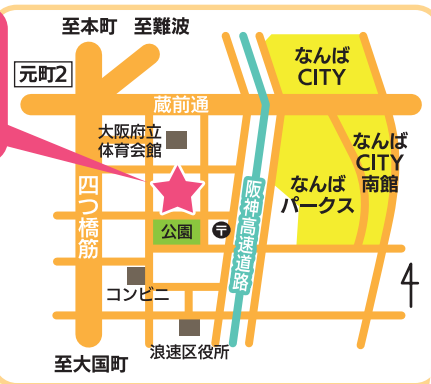 至本町
至難波
なんば
CITY
元町2
蔵前通
大阪府立
体育会館
なんば
CITY
南館
なんば
パークス
四つ橋筋
阪神高速道路
公園
〒
コンビニ
浪速区役所
至大国町